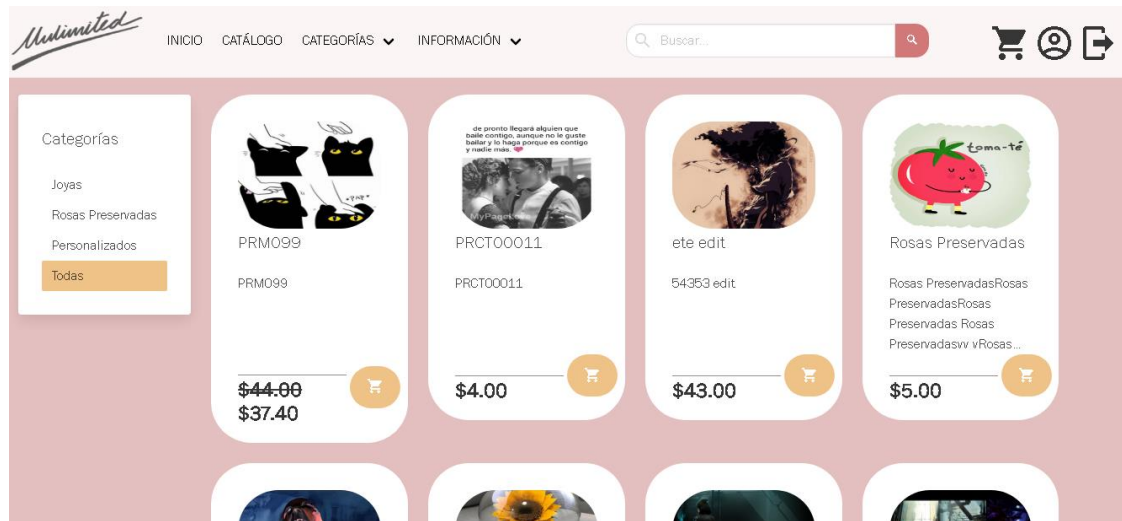 Unlimited
INICIO CATÁLOGO CATEGORÍAS INFORMACIÓN Buscar...
Categorías
Joyas
Rosas Preservadas
Personalizados
Todas
PRM099
PRM099
$44.00
$37.40
de pronto llegará alguien que
baile contigo, aunque no le guste
bailar y lo haga porque es contigo
y nadie más.
PRCT00011
PRCT00011
$4.00
ete edit
54353 edit
$43.00
toma-té
Rosas Preservadas
Rosas PreservadasRosas
PreservadasRosas
Preservadas Rosas
Preservadasvv vRosas...
$5.00